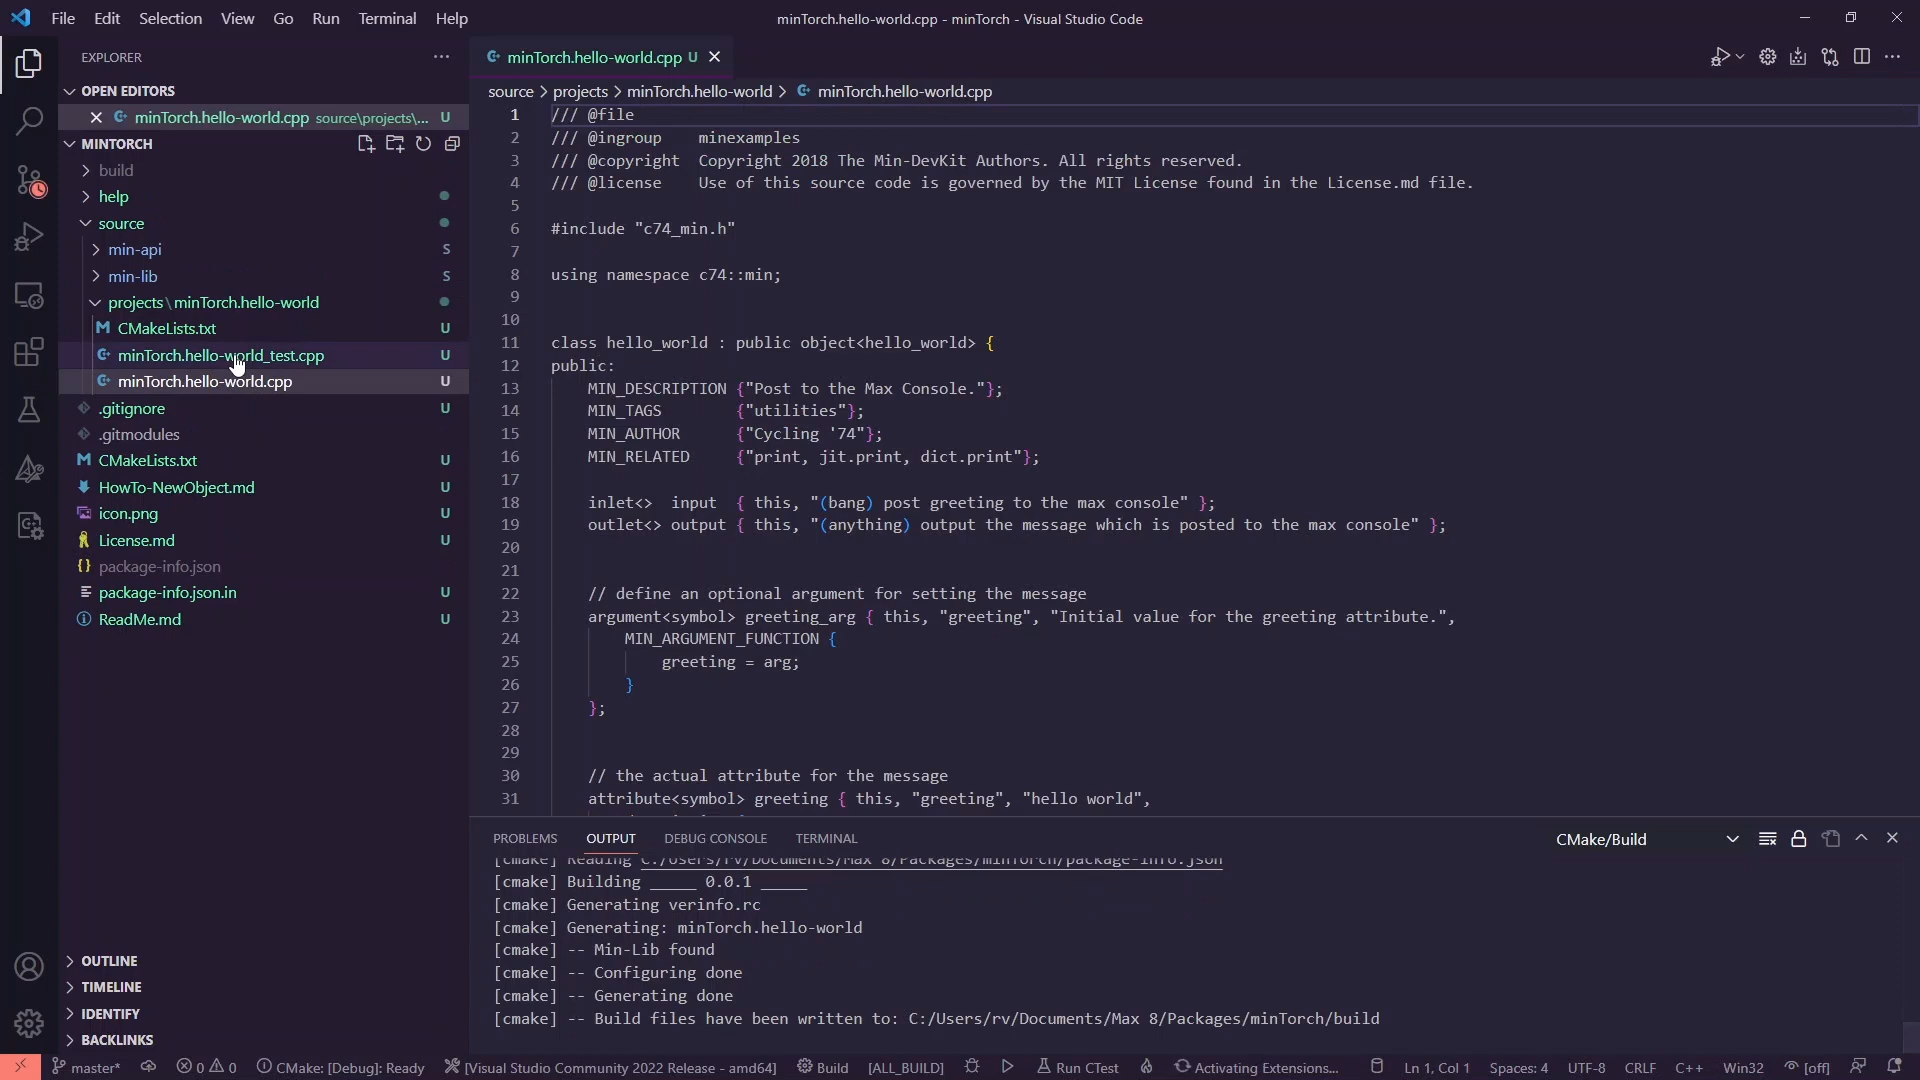 File Edit Selection View Go Run Terminal Help
minTorch.hello-world.cpp - minTorch - Visual Studio Code
EXPLORER
OPEN EDITORS
minTorch.hello-world.cpp source\projects\... U
MINTORCH
build
help
source
min-api S
min-lib S
projects\minTorch.hello-world
CMakeLists.txt U
minTorch.hello-world_test.cpp U
minTorch.hello-world.cpp U
.gitignore U
.gitmodules
CMakeLists.txt U
HowTo-NewObject.md U
icon.png U
License.md U
package-info.json
package-info.json.in U
ReadMe.md U
OUTLINE
TIMELINE
IDENTIFY
BACKLINKS
minTorch.hello-world.cpp U
source > projects > minTorch.hello-world > minTorch.hello-world.cpp
1 /// @file
2 /// @ingroup minexamples
3 /// @copyright Copyright 2018 The Min-DevKit Authors. All rights reserved.
4 /// @license Use of this source code is governed by the MIT License found in the License.md file.
5
6 #include "c74_min.h"
7
8 using namespace c74::min;
9
10
11 class hello_world : public object<hello_world> {
12 public:
13 MIN_DESCRIPTION {"Post to the Max Console."};
14 MIN_TAGS {"utilities"};
15 MIN_AUTHOR {"Cycling '74"};
16 MIN_RELATED {"print, jit.print, dict.print"};
17
18 inlet<> input { this, "(bang) post greeting to the max console" };
19 outlet<> output { this, "(anything) output the message which is posted to the max console" };
20
21
22 // define an optional argument for setting the message
23 argument<symbol> greeting_arg { this, "greeting", "Initial value for the greeting attribute.",
24 MIN_ARGUMENT_FUNCTION {
25 greeting = arg;
26 }
27 };
28
29
30 // the actual attribute for the message
31 attribute<symbol> greeting { this, "greeting", "hello world",
PROBLEMS OUTPUT DEBUG CONSOLE TERMINAL
CMake/Build
[cmake] Reading C:/Users/rv/Documents/Max 8/Packages/minTorch/package-info.json
[cmake] Building _____ 0.0.1 _____
[cmake] Generating verinfo.rc
[cmake] Generating: minTorch.hello-world
[cmake] -- Min-Lib found
[cmake] -- Configuring done
[cmake] -- Generating done
[cmake] -- Build files have been written to: C:/Users/rv/Documents/Max 8/Packages/minTorch/build
master* 0 0 CMake: [Debug]: Ready [Visual Studio Community 2022 Release - amd64] Build [ALL_BUILD] Run CTest Activating Extensions... Ln 1, Col 1 Spaces: 4 UTF-8 CRLF C++ Win32 [off]